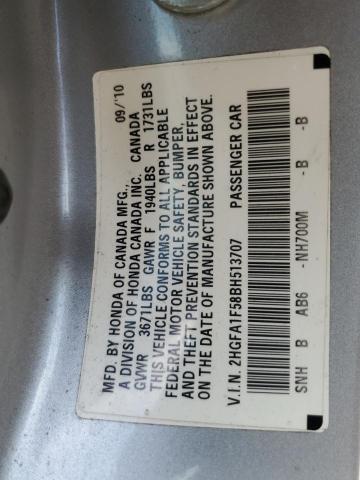 MFD. BY HONDA OF CANADA MFG., 09/'10
A DIVISION OF HONDA CANADA INC. CANADA
GVWR 3671LBS GAWR F 1940LBS R 1731LBS
THIS VEHICLE CONFORMS TO ALL APPLICABLE
FEDERAL MOTOR VEHICLE SAFETY, BUMPER,
AND THEFT PREVENTION STANDARDS IN EFFECT
ON THE DATE OF MANUFACTURE SHOWN ABOVE.
V.I.N. 2HGFA1F58BH513707 PASSENGER CAR
SNH B AB6 -NH700M -B -B